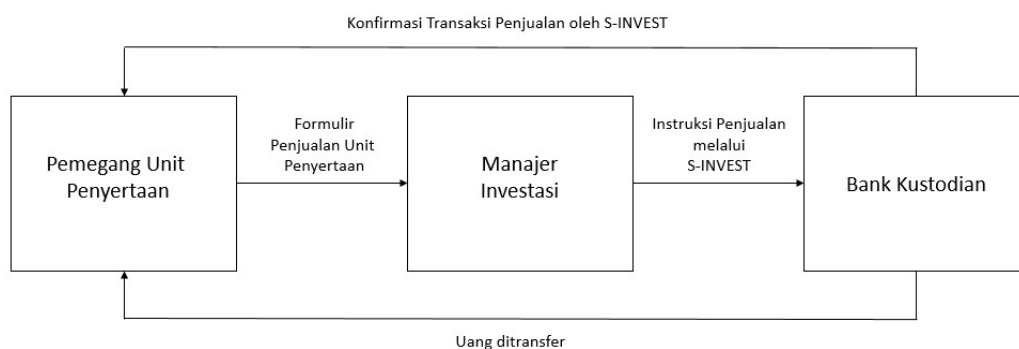 Konfirmasi Transaksi Penjualan oleh S-INVEST
Pemegang Unit
Penyertaan
Formulir
Penjualan Unit
Penyertaan
Manajer
Investasi
Instruksi Penjualan
melalui
S-INVEST
Bank Kustodian
Uang ditransfer